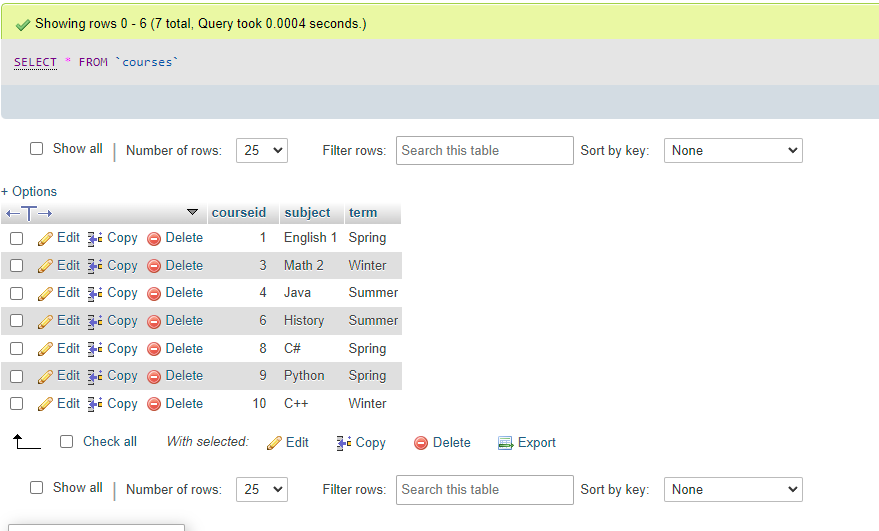 Showing rows 0 - 6 (7 total, Query took 0.0004 seconds.)
SELECT * FROM `courses`
Show all | Number of rows: 25 Filter rows: Search this table Sort by key: None
+ Options
courseid subject term
Edit Copy Delete 1 English 1 Spring
Edit Copy Delete 3 Math 2 Winter
Edit Copy Delete 4 Java Summer
Edit Copy Delete 6 History Summer
Edit Copy Delete 8 C# Spring
Edit Copy Delete 9 Python Spring
Edit Copy Delete 10 C++ Winter
Check all With selected: Edit Copy Delete Export
Show all | Number of rows: 25 Filter rows: Search this table Sort by key: None